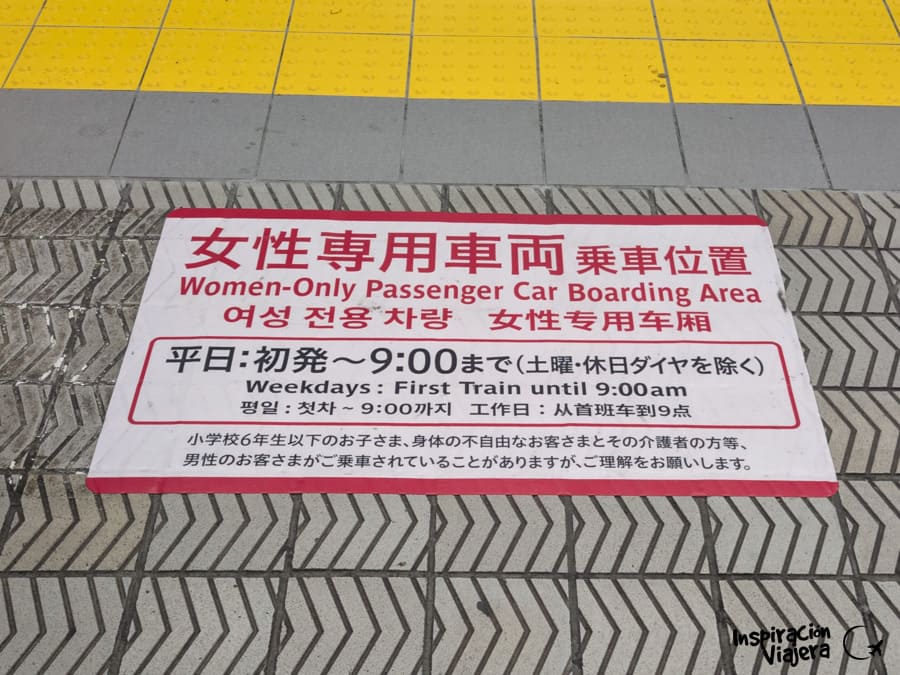 女性専用車両 乗車位置
Women-Only Passenger Car Boarding Area
여성 전용 차량 女性专用车厢
平日：初発～9:00まで（土曜・休日ダイヤを除く）
Weekdays : First Train until 9:00am
평일 : 첫차 ~ 9:00까지 工作日：从首班车到9点
小学校6年生以下のお子さま、身体の不自由なお客さまとその介護者の方等、
男性のお客さまがご乗車されていることがありますが、ご理解をお願いします。
Inspiración
Viajera